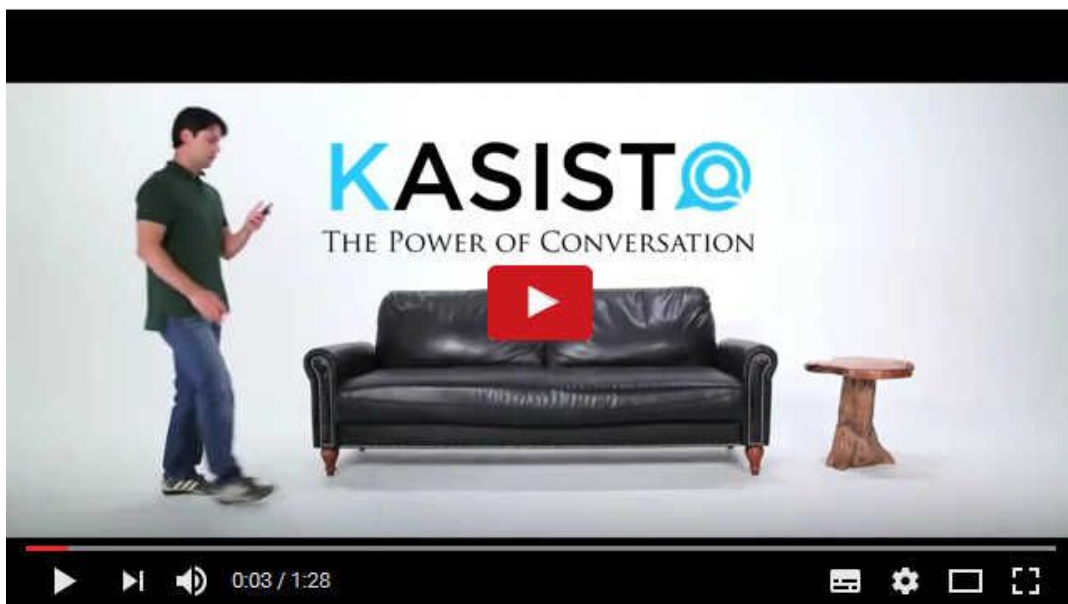 KASISTO
THE POWER OF CONVERSATION
0:03 / 1:28